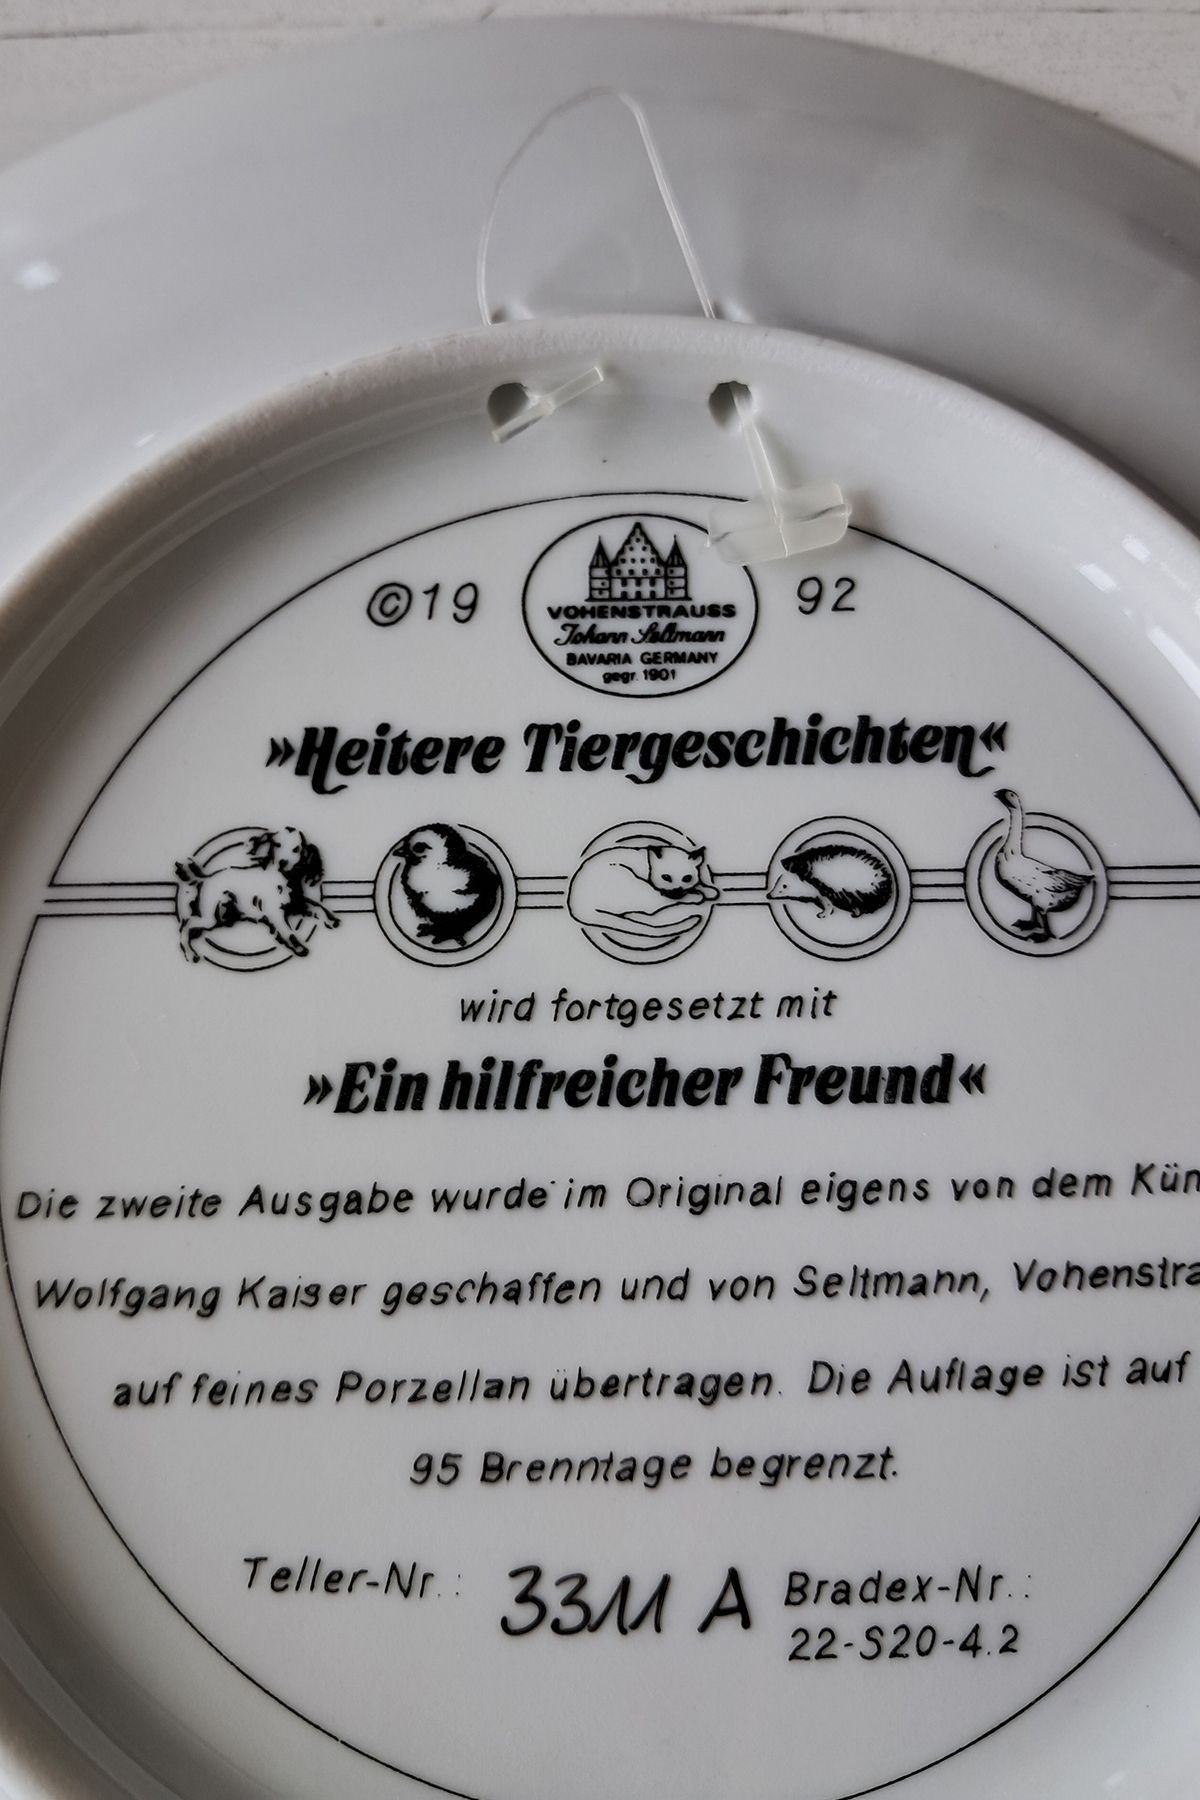 ©19 92
VOHENSTRAUSS
Johann Seltmann
BAVARIA GERMANY
gegr. 1901
»Heitere Tiergeschichten«
wird fortgesetzt mit
»Ein hilfreicher Freund«
Die zweite Ausgabe wurde im Original eigens von dem Kün
Wolfgang Kaiser geschaffen und von Seltmann, Vohenstra
auf feines Porzellan übertragen. Die Auflage ist auf
95 Brenntage begrenzt.
Teller-Nr.: A Bradex-Nr.:
22-S20-4.2